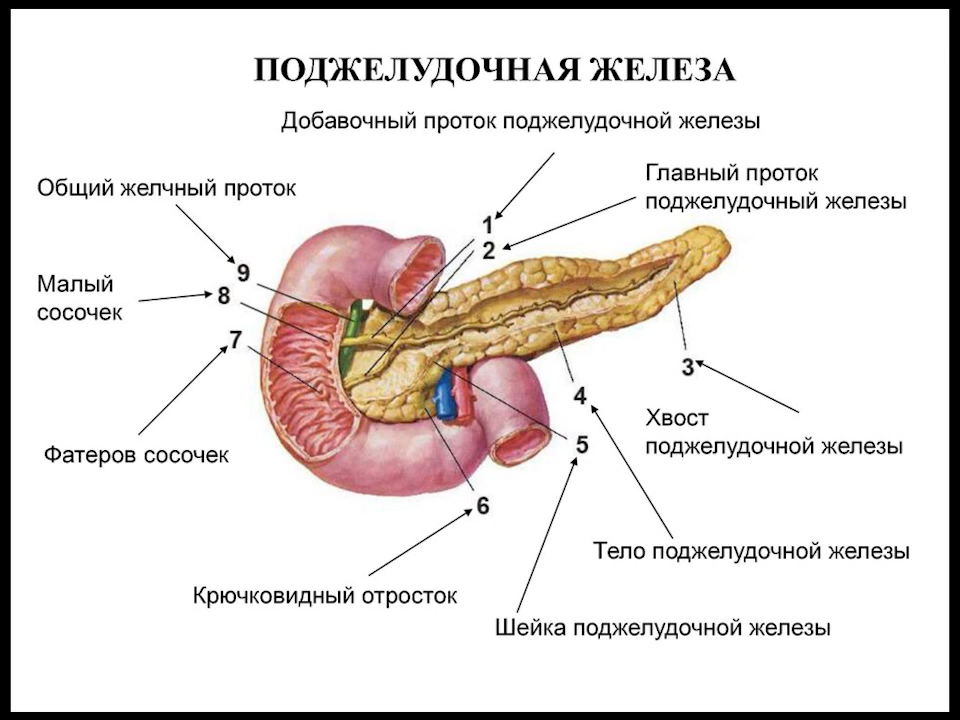 ПОДЖЕЛУДОЧНАЯ ЖЕЛЕЗА
Добавочный проток поджелудочной железы
Главный проток
поджелудочный железы
Общий желчный проток
1
2
9
Малый
сосочек
8
7
3
4
Хвост
поджелудочной железы
5
Фатеров сосочек
6
Тело поджелудочной железы
Крючковидный отросток
Шейка поджелудочной железы